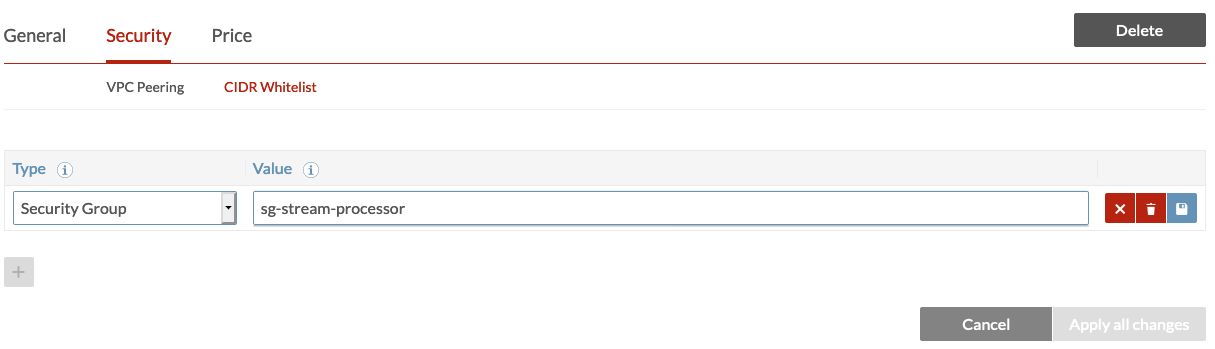 General Security Price Delete
VPC Peering CIDR Whitelist
Type Value
Security Group sg-stream-processor
Cancel Apply all changes